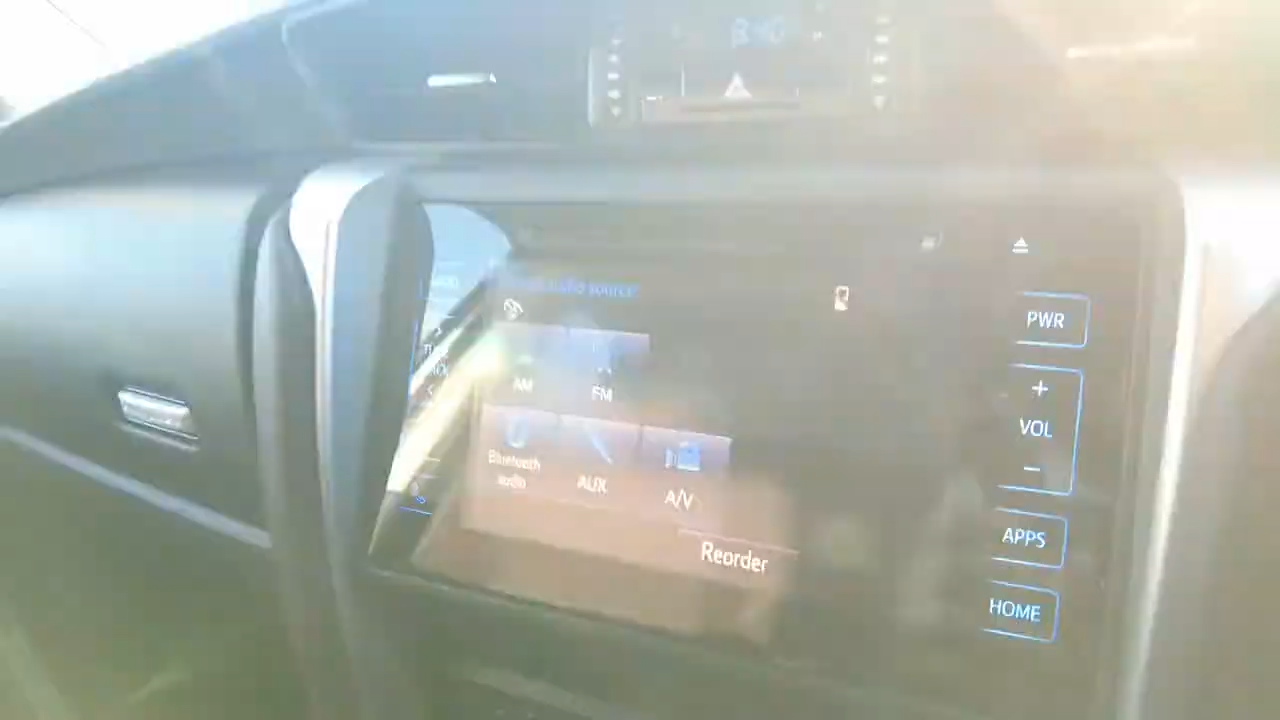 audio source
PWR
AM
FM
+
VOL
-
Bluetooth
audio
AUX
A/V
APPS
Reorder
HOME